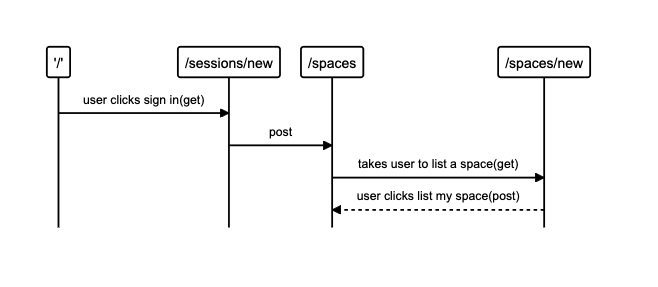 '/'
/sessions/new
/spaces
/spaces/new
user clicks sign in(get)
post
takes user to list a space(get)
user clicks list my space(post)